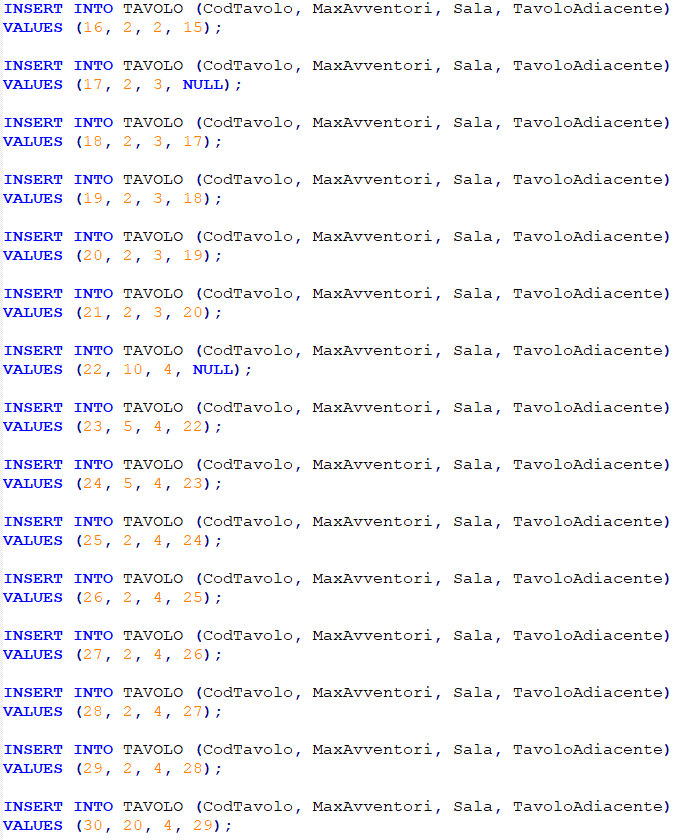 INSERT INTO TAVOLO (CodTavolo, MaxAvventori, Sala, TavoloAdiacente)
VALUES (16, 2, 2, 15);
INSERT INTO TAVOLO (CodTavolo, MaxAvventori, Sala, TavoloAdiacente)
VALUES (17, 2, 3, NULL);
INSERT INTO TAVOLO (CodTavolo, MaxAvventori, Sala, TavoloAdiacente)
VALUES (18, 2, 3, 17);
INSERT INTO TAVOLO (CodTavolo, MaxAvventori, Sala, TavoloAdiacente)
VALUES (19, 2, 3, 18);
INSERT INTO TAVOLO (CodTavolo, MaxAvventori, Sala, TavoloAdiacente)
VALUES (20, 2, 3, 19);
INSERT INTO TAVOLO (CodTavolo, MaxAvventori, Sala, TavoloAdiacente)
VALUES (21, 2, 3, 20);
INSERT INTO TAVOLO (CodTavolo, MaxAvventori, Sala, TavoloAdiacente)
VALUES (22, 10, 4, NULL);
INSERT INTO TAVOLO (CodTavolo, MaxAvventori, Sala, TavoloAdiacente)
VALUES (23, 5, 4, 22);
INSERT INTO TAVOLO (CodTavolo, MaxAvventori, Sala, TavoloAdiacente)
VALUES (24, 5, 4, 23);
INSERT INTO TAVOLO (CodTavolo, MaxAvventori, Sala, TavoloAdiacente)
VALUES (25, 2, 4, 24);
INSERT INTO TAVOLO (CodTavolo, MaxAvventori, Sala, TavoloAdiacente)
VALUES (26, 2, 4, 25);
INSERT INTO TAVOLO (CodTavolo, MaxAvventori, Sala, TavoloAdiacente)
VALUES (27, 2, 4, 26);
INSERT INTO TAVOLO (CodTavolo, MaxAvventori, Sala, TavoloAdiacente)
VALUES (28, 2, 4, 27);
INSERT INTO TAVOLO (CodTavolo, MaxAvventori, Sala, TavoloAdiacente)
VALUES (29, 2, 4, 28);
INSERT INTO TAVOLO (CodTavolo, MaxAvventori, Sala, TavoloAdiacente)
VALUES (30, 20, 4, 29);